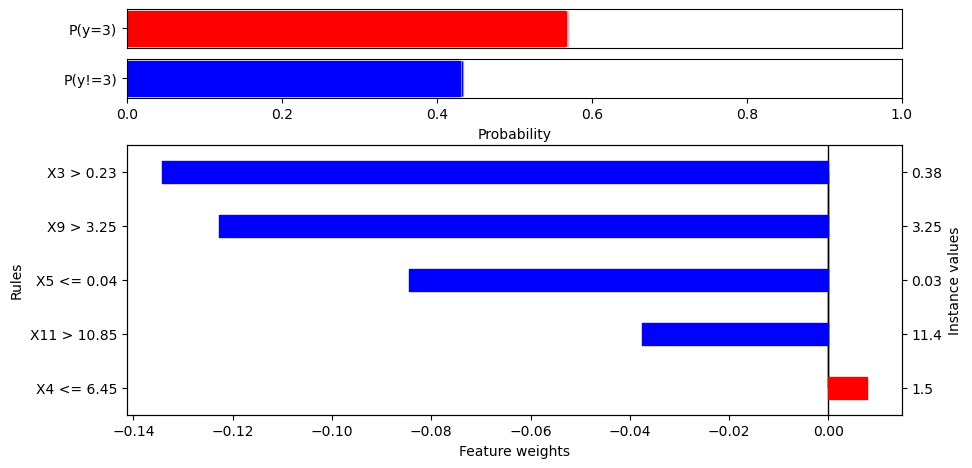 P(y=3)
P(y!=3)
0.0 0.2 0.4 0.6 0.8 1.0
Probability
X3 > 0.23 0.38
X9 > 3.25 3.25
X5 <= 0.04 0.03
X11 > 10.85 11.4
X4 <= 6.45 1.5
Rules
Instance values
−0.14 −0.12 −0.10 −0.08 −0.06 −0.04 −0.02 0.00
Feature weights